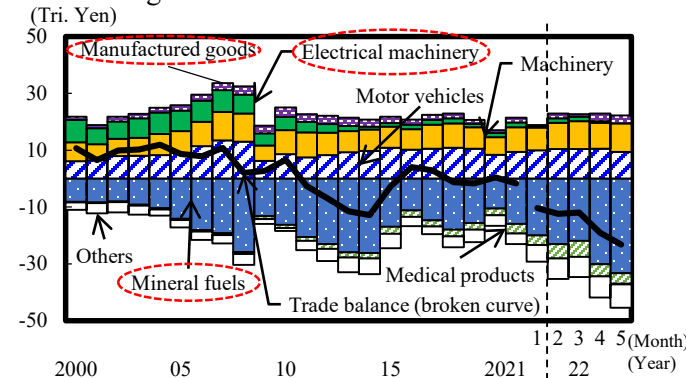 (Tri. Yen)
50
30
10
-10
-30
-50
Manufactured goods
Electrical machinery
Machinery
Motor vehicles
Others
Mineral fuels
Medical products
Trade balance (broken curve)
1 2 3 4 5 (Month)
2000 05 10 15 2021 22 (Year)